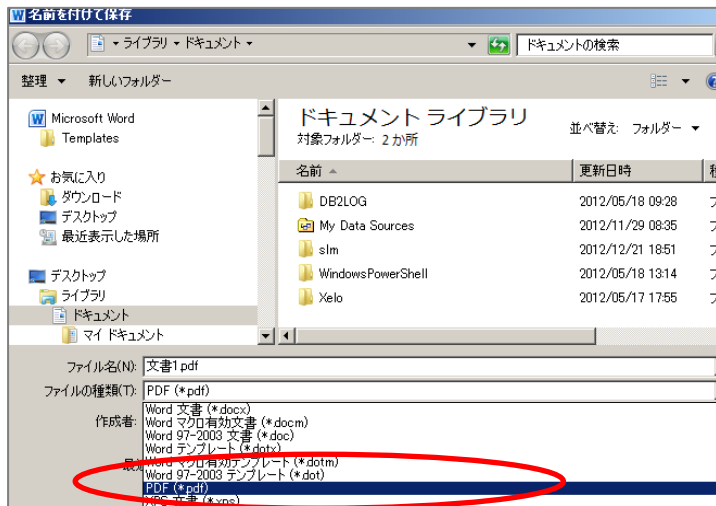 名前を付けて保存
ライブラリ ドキュメント
ドキュメントの検索
整理 新しいフォルダー
Microsoft Word
Templates
お気に入り
ダウンロード
デスクトップ
最近表示した場所
デスクトップ
ライブラリ
ドキュメント
マイ ドキュメント
ドキュメント ライブラリ
対象フォルダー: 2 か所
並べ替え: フォルダー
名前 更新日時
DB2LOG 2012/05/18 09:28
My Data Sources 2012/11/29 08:35
slm 2012/12/21 18:51
WindowsPowerShell 2012/05/18 13:14
Xelo 2012/05/17 17:55
ファイル名(N): 文書1.pdf
ファイルの種類(T): PDF (*.pdf)
作成者:
Word 文書 (*.docx)
Word マクロ有効文書 (*.docm)
Word 97-2003 文書 (*.doc)
Word テンプレート (*.dotx)
Word マクロ有効テンプレート (*.dotm)
Word 97-2003 テンプレート (*.dot)
PDF (*.pdf)
XPS 文書 (*.xps)